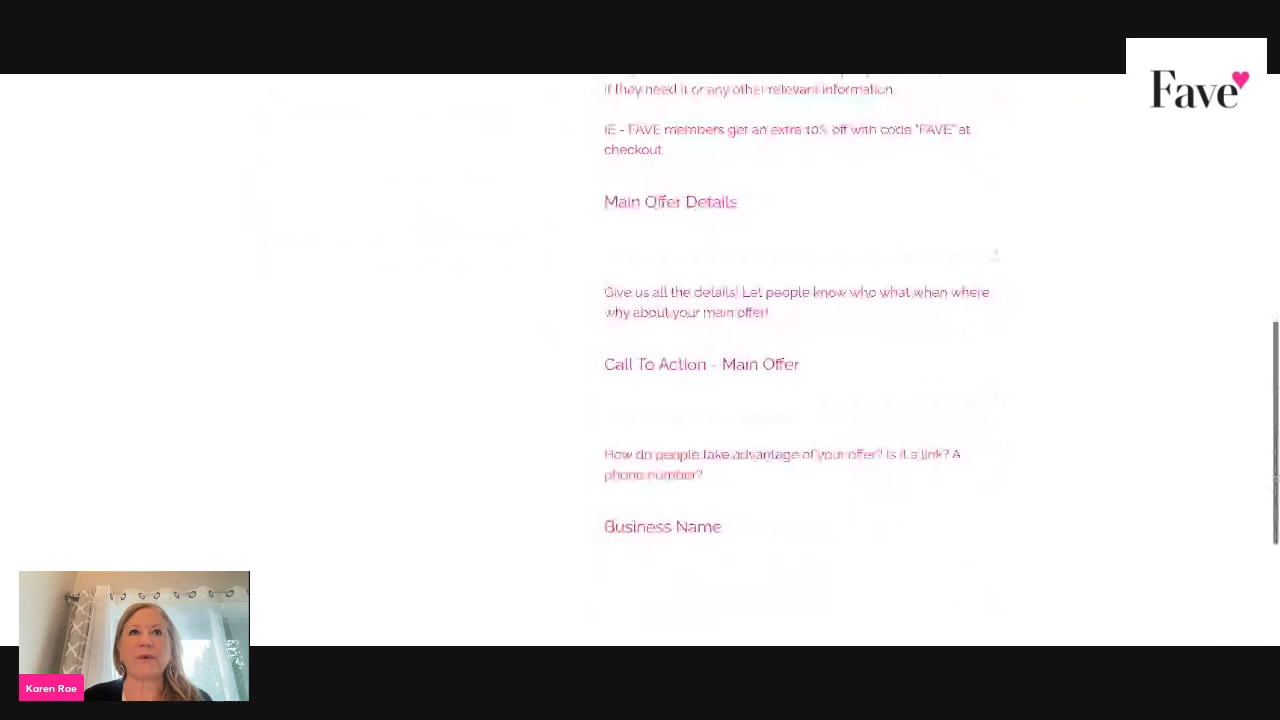 Fave
if they need it or any other relevant information.
IE - FAVE members get an extra 10% off with code "FAVE" at
checkout.
Main Offer Details
Give us all the details! Let people know who what when where
why about your main offer!
Call To Action - Main Offer
How do people take advantage of your offer? Is it a link? A
phone number?
Business Name
Karen Rae